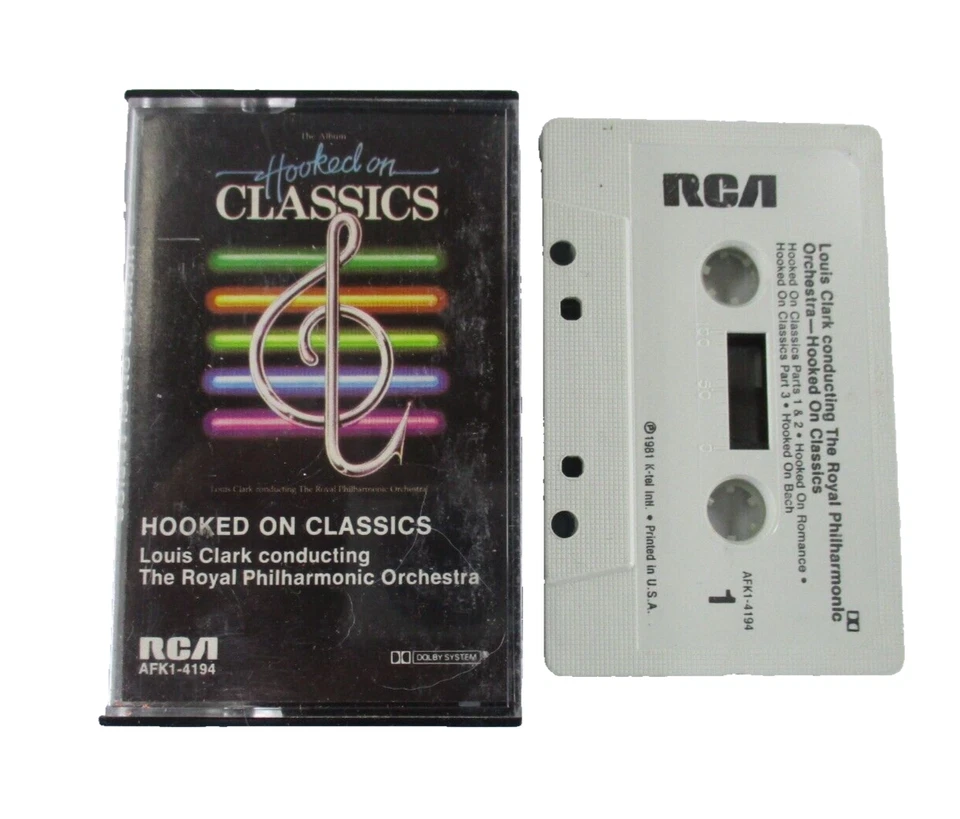 The Album
Hooked on
CLASSICS
Louis Clark conducting The Royal Philharmonic Orchestra
HOOKED ON CLASSICS
Louis Clark conducting
The Royal Philharmonic Orchestra
RCA
AFK1-4194
DOLBY SYSTEM®
RCA
Louis Clark conducting The Royal Philharmonic
Orchestra—Hooked On Classics
Hooked On Classics Parts 1 & 2 • Hooked On Romance •
Hooked On Classics Part 3 • Hooked On Bach
AFK1-4194
1
℗1981 K-tel Intl. • Printed in U.S.A.
100 50 0